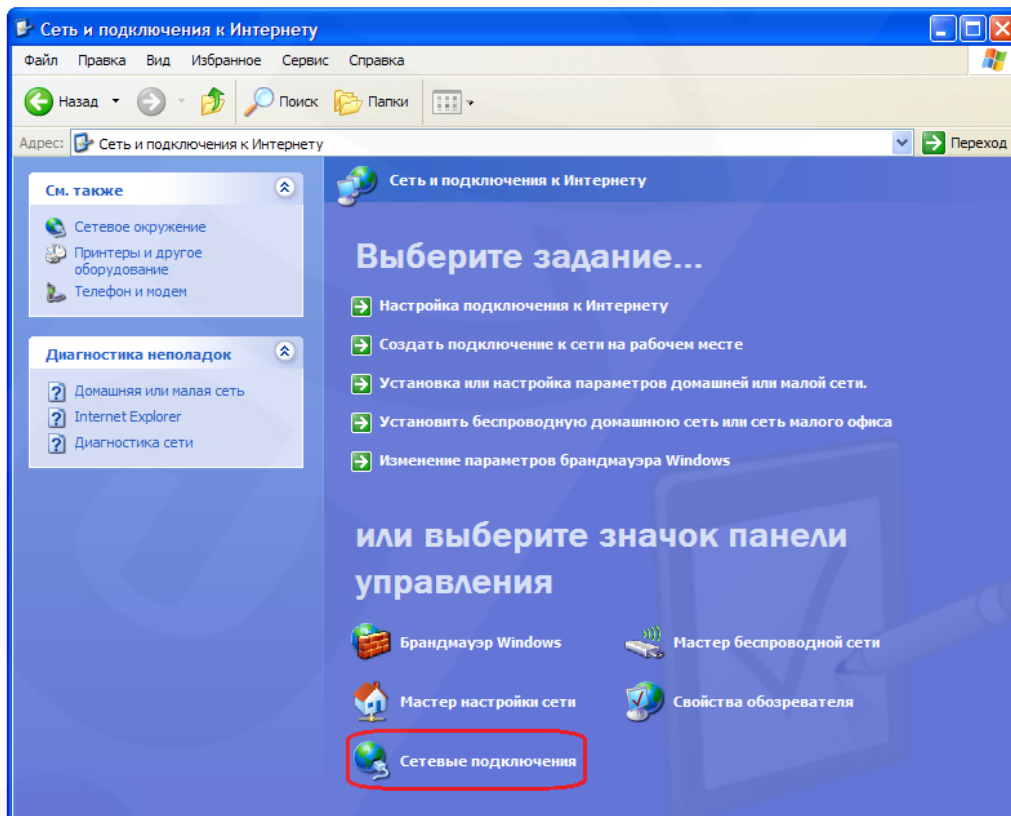 Сеть и подключения к Интернету
Файл Правка Вид Избранное Сервис Справка
Назад Поиск Папки
Адрес: Сеть и подключения к Интернету Переход
См. также
Сетевое окружение
Принтеры и другое
оборудование
Телефон и модем
Диагностика неполадок
Домашняя или малая сеть
Internet Explorer
Диагностика сети
Сеть и подключения к Интернету
Выберите задание...
Настройка подключения к Интернету
Создать подключение к сети на рабочем месте
Установка или настройка параметров домашней или малой сети.
Установить беспроводную домашнюю сеть или сеть малого офиса
Изменение параметров брандмауэра Windows
или выберите значок панели
управления
Брандмауэр Windows Мастер беспроводной сети
Мастер настройки сети Свойства обозревателя
Сетевые подключения